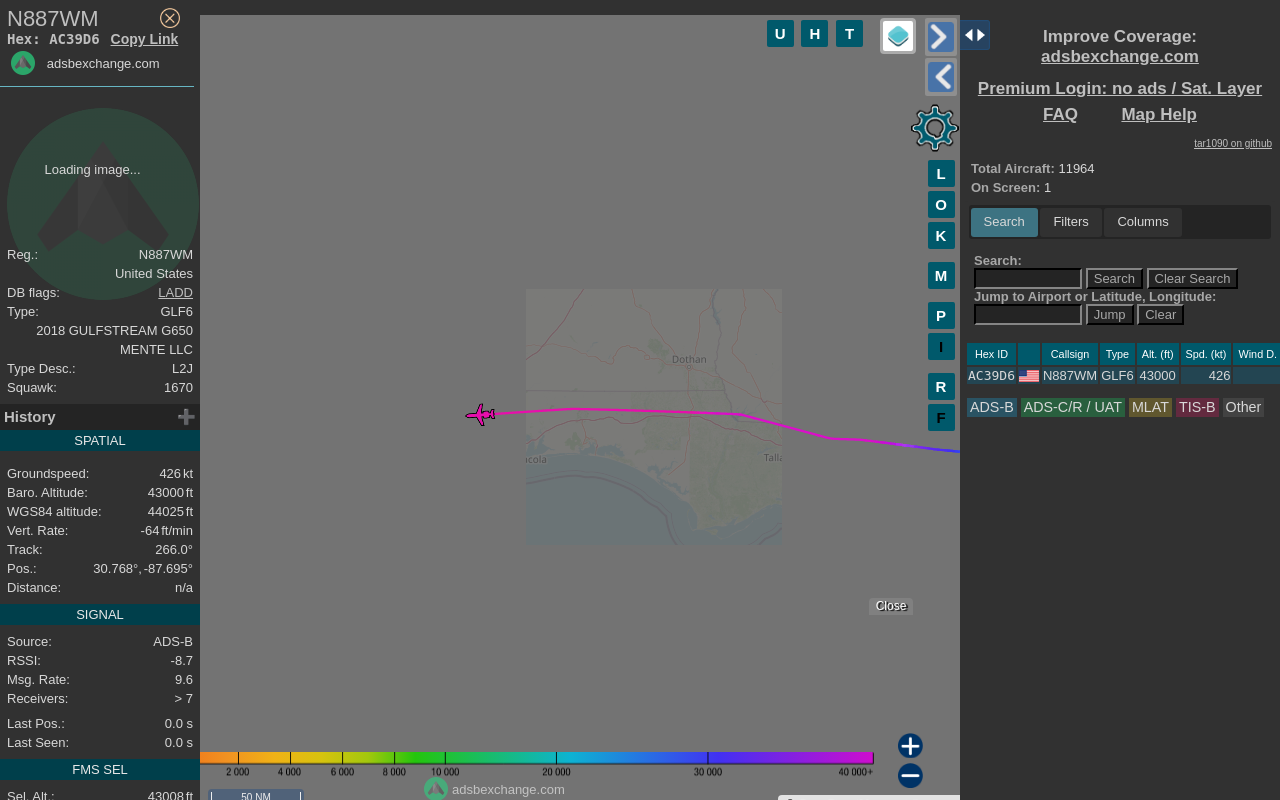 N887WM
Hex: AC39D6 Copy Link
adsbexchange.com
Loading image...
Reg.: N887WM
United States
DB flags: LADD
Type: GLF6
2018 GULFSTREAM G650
MENTE LLC
Type Desc.: L2J
Squawk: 1670
History
SPATIAL
Groundspeed: 426 kt
Baro. Altitude: 43000 ft
WGS84 altitude: 44025 ft
Vert. Rate: -64 ft/min
Track: 266.0°
Pos.: 30.768°, -87.695°
Distance: n/a
SIGNAL
Source: ADS-B
RSSI: -8.7
Msg. Rate: 9.6
Receivers: > 7
Last Pos.: 0.0 s
Last Seen: 0.0 s
FMS SEL
Sel. Alt.: 43008 ft
U H T
L
O
K
M
P
I
R
F
Dothan
Close
2 000 4 000 6 000 8 000 10 000 20 000 30 000 40 000+
adsbexchange.com
50 NM
Improve Coverage:
adsbexchange.com
Premium Login: no ads / Sat. Layer
FAQ Map Help
tar1090 on github
Total Aircraft: 11964
On Screen: 1
Search Filters Columns
Search:
Search Clear Search
Jump to Airport or Latitude, Longitude:
Jump Clear
Hex ID Callsign Type Alt. (ft) Spd. (kt) Wind D.
AC39D6 N887WM GLF6 43000 426
ADS-B ADS-C/R / UAT MLAT TIS-B Other